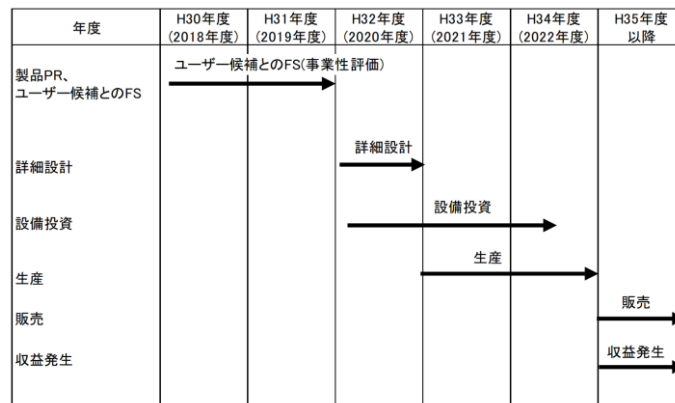 年度
H30年度
(2018年度)
H31年度
(2019年度)
H32年度
(2020年度)
H33年度
(2021年度)
H34年度
(2022年度)
H35年度
以降
製品PR、
ユーザー候補とのFS
ユーザー候補とのFS(事業性評価)
詳細設計
詳細設計
設備投資
設備投資
生産
生産
販売
販売
収益発生
収益発生